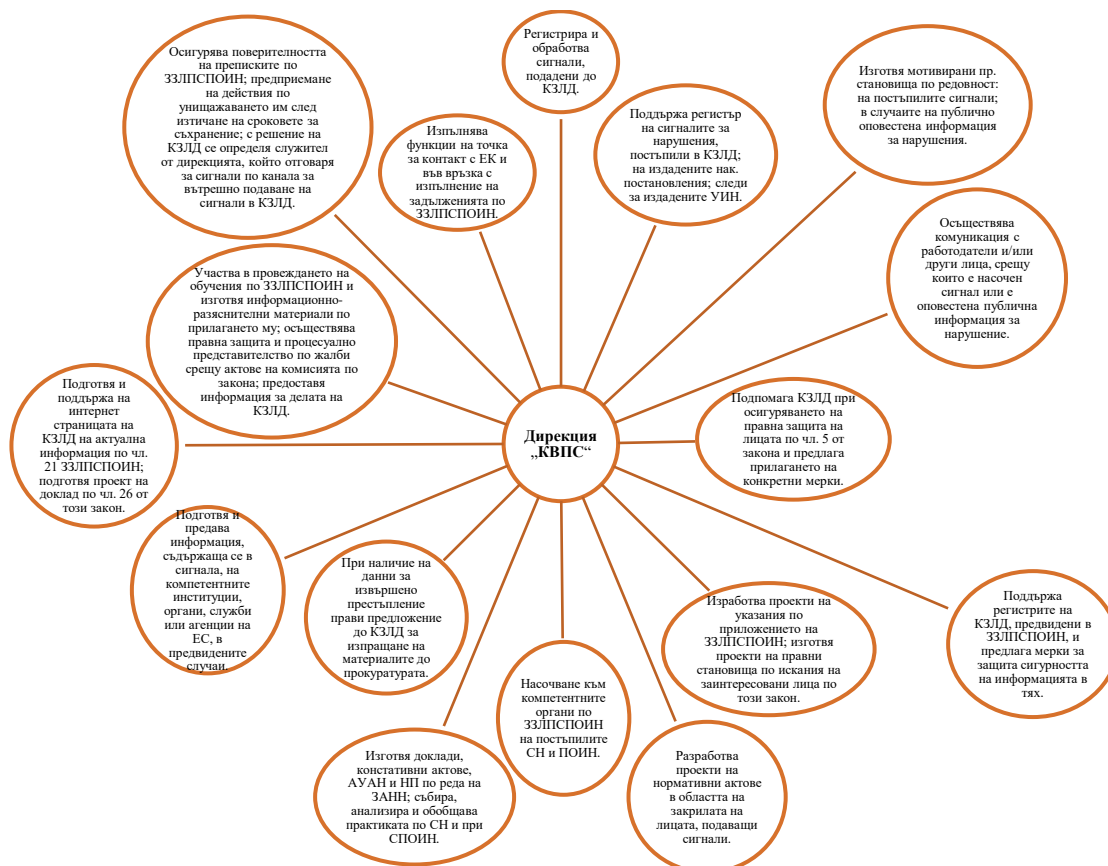 Регистрира и
обработва
сигнали,
подадени до
КЗЛД.
Осигурява поверителността
на преписките по
ЗЗЛПСПОИН; предприемане
на действия по
унищожаването им след
изтичане на сроковете за
съхранение; с решение на
КЗЛД се определя служител
от дирекцията, който отговаря
за сигнали по канала за
вътрешно подаване на
сигнали в КЗЛД.
Изпълнява
функции на точка
за контакт с ЕК и
във връзка с
изпълнение на
задълженията по
ЗЗЛПСПОИН.
Поддържа регистър
на сигналите за
нарушения,
постъпили в КЗЛД;
на издадените нак.
постановления; следи
за издадените УИН.
Изготвя мотивирани пр.
становища по редовност:
на постъпилите сигнали;
в случаите на публично
оповестена информация
за нарушения.
Осъществява
комуникация с
работодатели и/или
други лица, срещу
които е насочен
сигнал или е
оповестена публична
информация за
нарушение.
Участва в провеждането на
обучения по ЗЗЛПСПОИН и
изготвя информационно-
разяснителни материали по
прилагането му; осъществява
правна защита и процесуално
представителство по жалби
срещу актове на комисията по
закона; предоставя
информация за делата на
КЗЛД.
Подготвя и
поддържа на
интернет
страницата на
КЗЛД на актуална
информация по чл.
21 ЗЗЛПСПОИН;
подготвя проект на
доклад по чл. 26 от
този закон.
Дирекция
„КВПС“
Подпомага КЗЛД при
осигуряването на
правна защита на
лицата по чл. 5 от
закона и предлага
прилагането на
конкретни мерки.
Подготвя и
предава
информация,
съдържаща се в
сигнала, на
компетентните
институции,
органи, служби
или агенции на
ЕС, в
предвидените
случаи.
При наличие на
данни за
извършено
престъпление
прави предложение
до КЗЛД за
изпращане на
материалите до
прокуратурата.
Насочване към
компетентните
органи по
ЗЗЛПСПОИН
на постъпилите
СН и ПОИН.
Изработва проекти на
указания по
приложението на
ЗЗЛПСПОИН; изготвя
проекти на правни
становища по искания на
заинтересовани лица по
този закон.
Поддържа
регистрите на
КЗЛД, предвидени в
ЗЗЛПСПОИН, и
предлага мерки за
защита сигурността
на информацията в
тях.
Изготвя доклади,
констативни актове,
АУАН и НП по реда на
ЗАНН; събира,
анализира и обобщава
практиката по СН и при
СПОИН.
Разработва
проекти на
нормативни актове
в областта на
закрилата на
лицата, подаващи
сигнали.